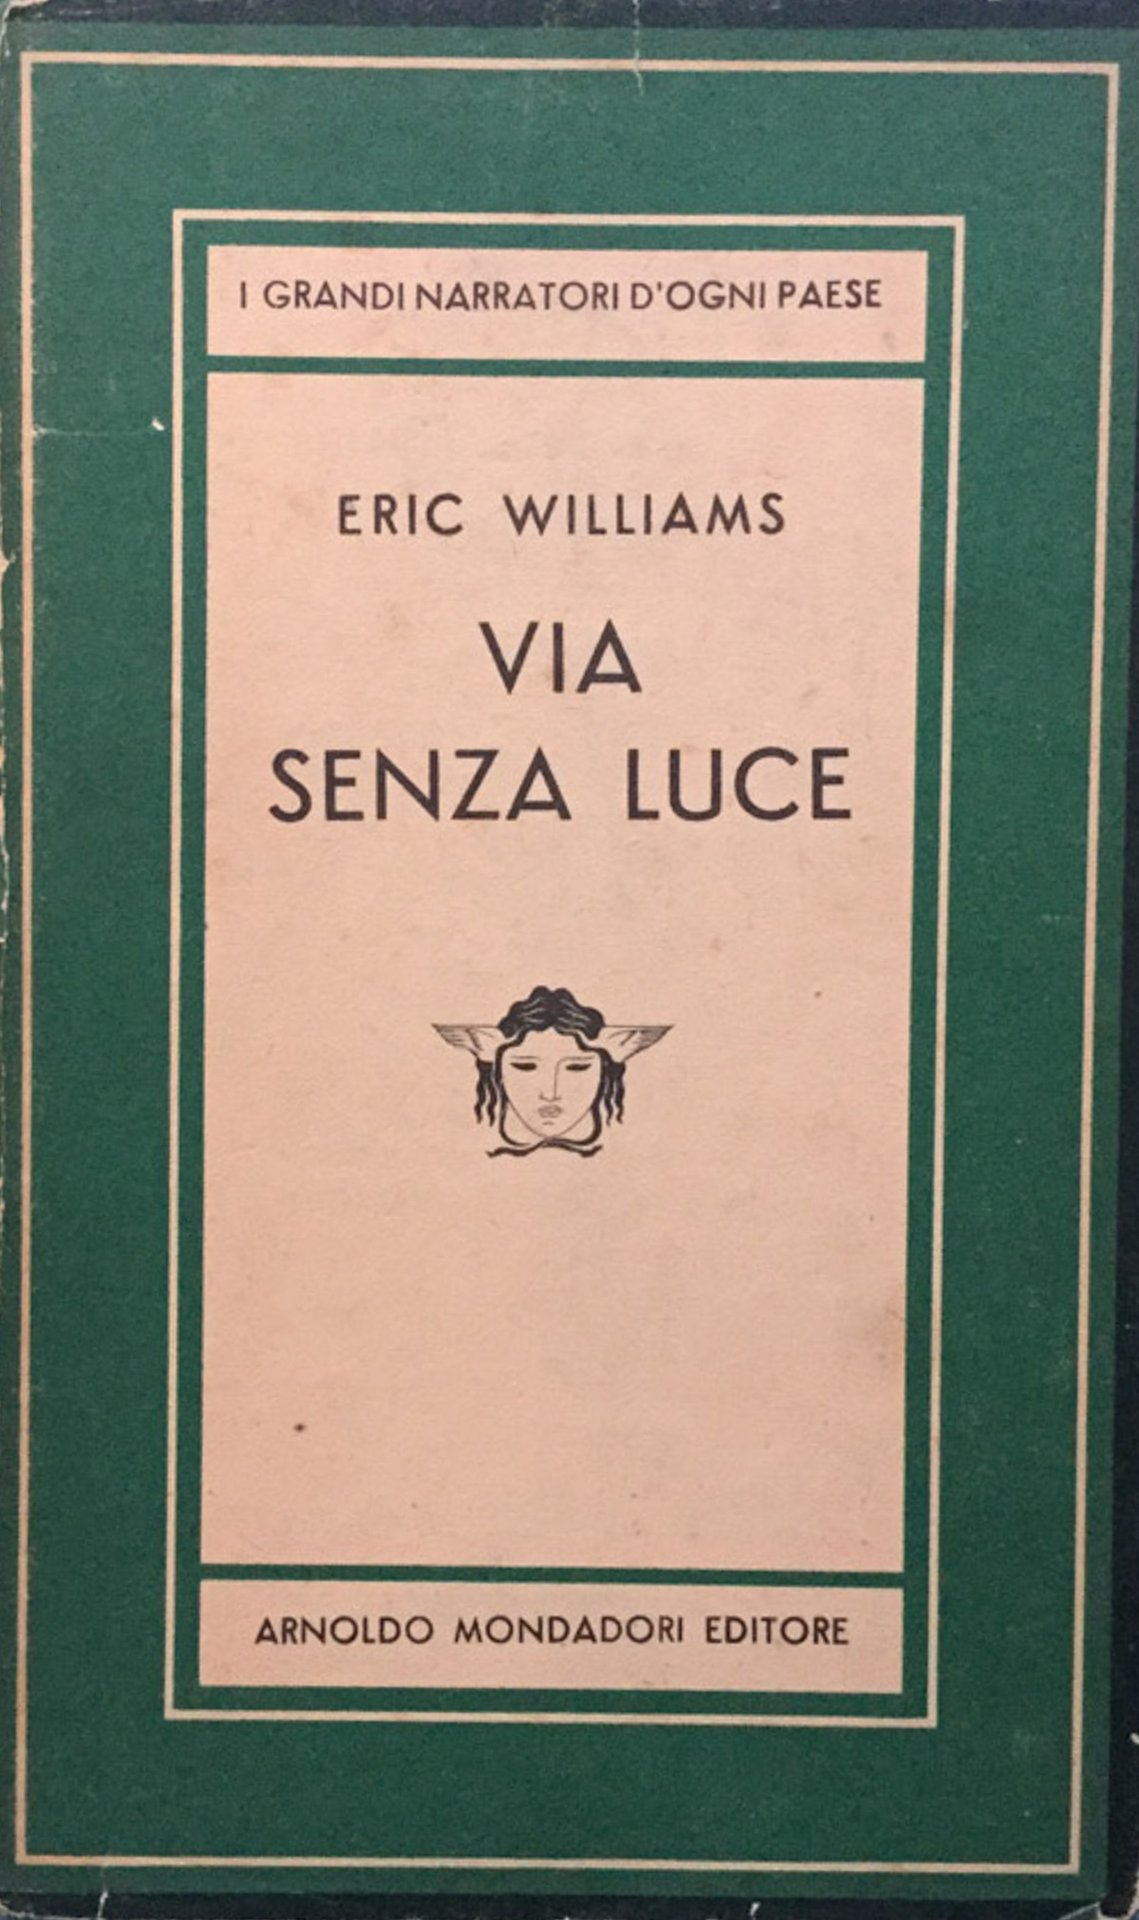 I GRANDI NARRATORI D'OGNI PAESE
ERIC WILLIAMS
VIA
SENZA LUCE
ARNOLDO MONDADORI EDITORE